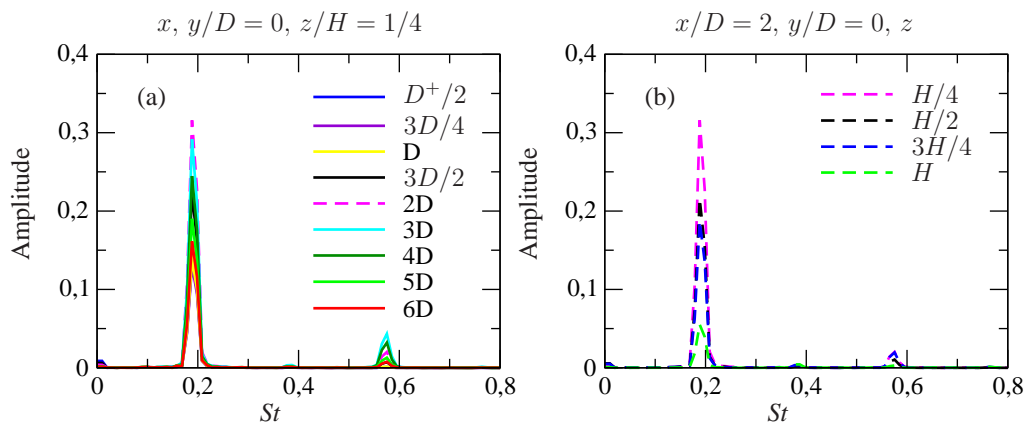 x, y/D = 0, z/H = 1/4
0,4
0,3
0,2
0,1
0
Amplitude
(a)
D⁺/2
3D/4
D
3D/2
2D
3D
4D
5D
6D
0
0,2
0,4
0,6
0,8
St
x/D = 2, y/D = 0, z
0,4
0,3
0,2
0,1
0
Amplitude
(b)
H/4
H/2
3H/4
H
0
0,2
0,4
0,6
0,8
St